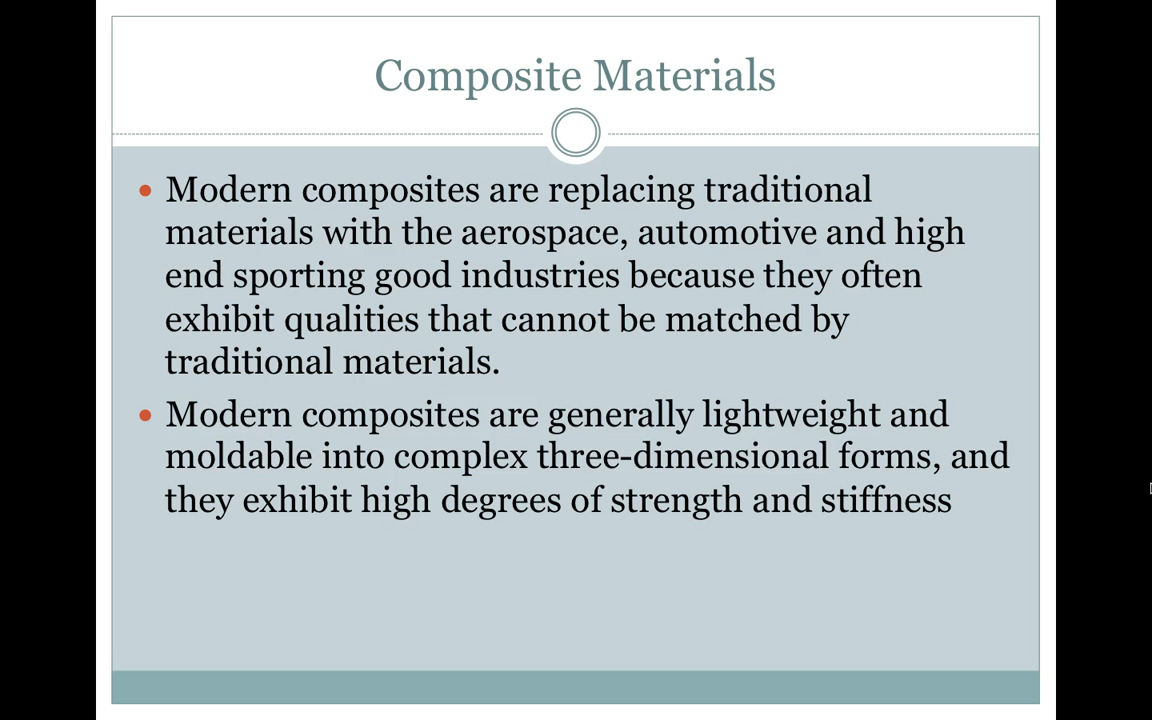 Composite Materials
• Modern composites are replacing traditional
materials with the aerospace, automotive and high
end sporting good industries because they often
exhibit qualities that cannot be matched by
traditional materials.
• Modern composites are generally lightweight and
moldable into complex three-dimensional forms, and
they exhibit high degrees of strength and stiffness